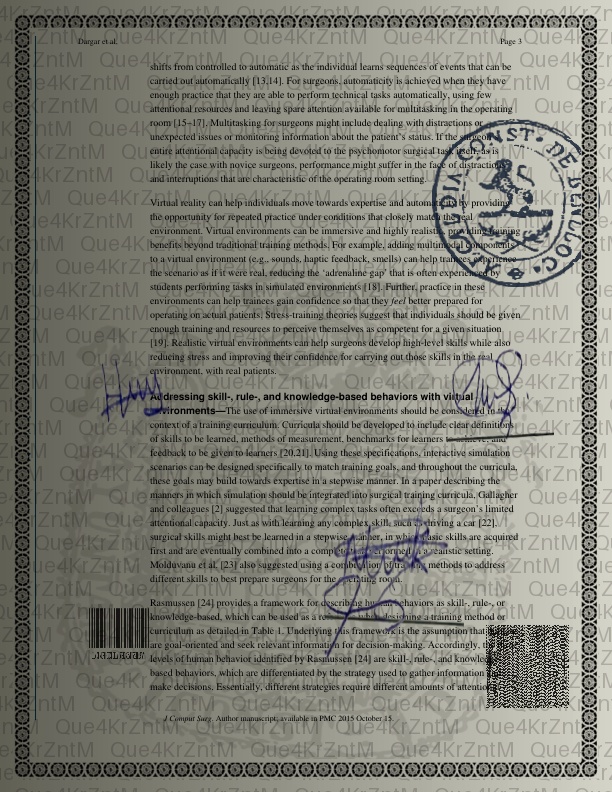 Dargar et al.
Page 3
shifts from controlled to automatic as the individual learns sequences of events that can be
carried out automatically [13,14]. For surgeons, automaticity is achieved when they have
enough practice that they are able to perform technical tasks automatically, using few
attentional resources and leaving spare attention available for multitasking in the operating
room [15–17]. Multitasking for surgeons might include dealing with distractions or
unexpected issues or monitoring information about the patient's status. If the surgeon's
entire attentional capacity is being devoted to the psychomotor surgical task itself, as is
likely the case with novice surgeons, performance might suffer in the face of distractions
and interruptions that are characteristic of the operating room setting.
Virtual reality can help individuals move towards expertise and automaticity by providing
the opportunity for repeated practice under conditions that closely match the real
environment. Virtual environments can be immersive and highly realistic, providing training
benefits beyond traditional training methods. For example, adding multimodal components
to a virtual environment (e.g., sounds, haptic feedback, smells) can help trainees experience
the scenario as if it were real, reducing the 'adrenaline gap' that is often experienced by
students performing tasks in simulated environments [18]. Further, practice in these
environments can help trainees gain confidence so that they feel better prepared for
operating on actual patients. Stress-training theories suggest that individuals should be given
enough training and resources to perceive themselves as competent for a given situation
[19]. Realistic virtual environments can help surgeons develop high-level skills while also
reducing stress and improving their confidence for carrying out those skills in the real
environment, with real patients.
Addressing skill-, rule-, and knowledge-based behaviors with virtual
environments—The use of immersive virtual environments should be considered in the
context of a training curriculum. Curricula should be developed to include clear definitions
of skills to be learned, methods of measurement, benchmarks for learners to achieve, and
feedback to be given to learners [20,21]. Using these specifications, interactive simulation
scenarios can be designed specifically to match training goals, and throughout the curricula,
these goals may build towards expertise in a stepwise manner. In a paper describing the
manners in which simulation should be integrated into surgical training curricula, Gallagher
and colleagues [2] suggested that learning complex tasks often exceeds a surgeon's limited
attentional capacity. Just as with learning any complex skill, such as driving a car [22],
surgical skills might best be learned in a stepwise manner, in which basic skills are acquired
first and are eventually combined into a complex task performed in a realistic setting.
Molduvanu et al. [23] also suggested using a combination of training methods to address
different skills to best prepare surgeons for the operating room.
Rasmussen [24] provides a framework for describing human behaviors as skill-, rule-, or
knowledge-based, which can be used as a when designing a training method or
curriculum as detailed in Table 1. Underlying this framework is the assumption that
are goal-oriented and seek relevant information for decision-making. Accordingly, the
levels of human behavior identified by Rasmussen [24] are skill-, rule-, and knowledge-
based behaviors, which are differentiated by the strategy used to gather information
make decisions. Essentially, different strategies require different amounts of attention
J Comput Surg. Author manuscript; available in PMC 2015 October 15.
Que4KrZntM